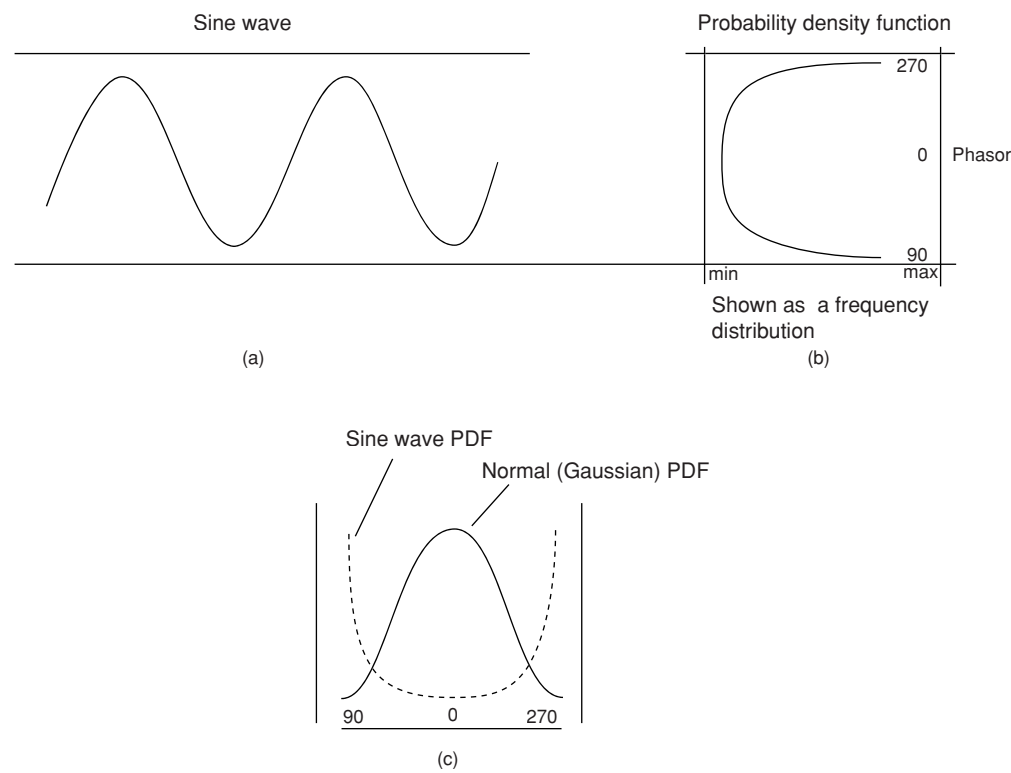 Sine wave
Probability density function
270
0
Phasor
90
min
max
Shown as a frequency
distribution
(a)
(b)
Sine wave PDF
Normal (Gaussian) PDF
90
0
270
(c)